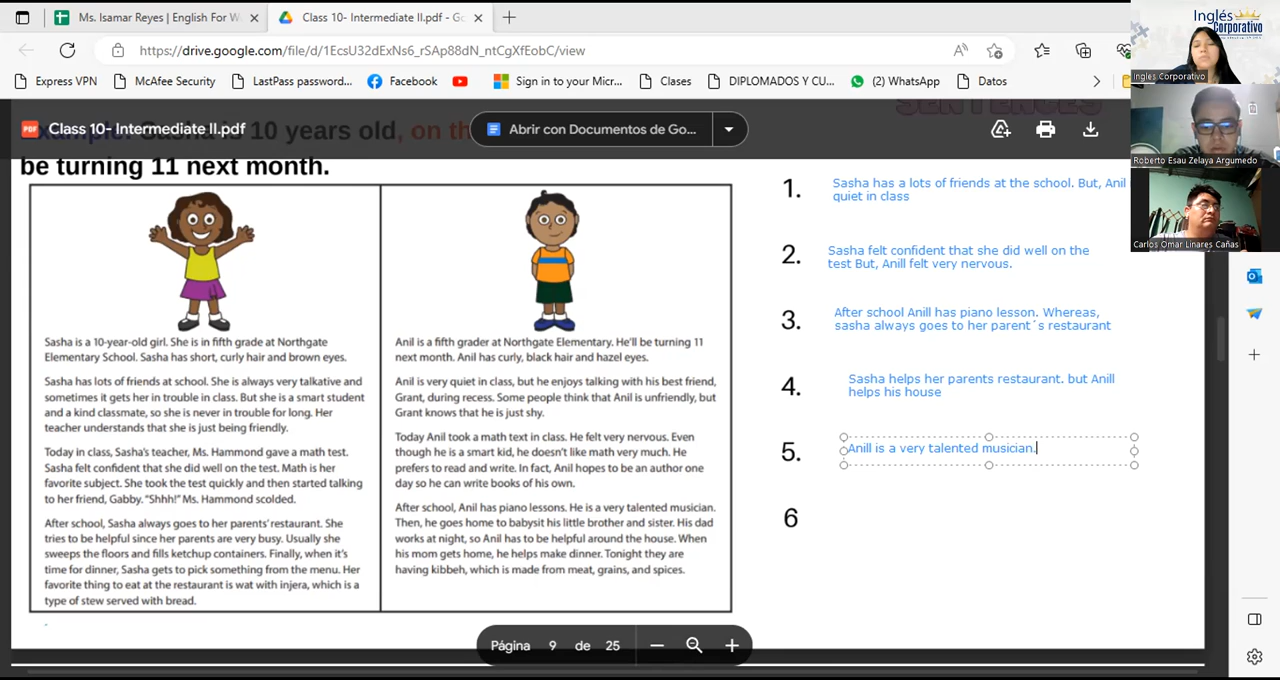 Ms. Isamar Reyes | English For W
Class 10- Intermediate II.pdf - Go
https://drive.google.com/file/d/1EcsU32dExNs6_rSAp88dN_ntCgXfEobC/view
Express VPN
McAfee Security
LastPass password...
Facebook
Sign in to your Micr...
Clases
DIPLOMADOS Y CU...
(2) WhatsApp
Datos
Inglés
Corporativo
Ingles Corporativo
Roberto Esau Zelaya Argumedo
Carlos Omar Linares Cañas
Class 10- Intermediate II.pdf
Abrir con Documentos de Go...
SENTENCES
Example: Sasha is 10 years old, on th
be turning 11 next month.
Sasha is a 10-year-old girl. She is in fifth grade at Northgate
Elementary School. Sasha has short, curly hair and brown eyes.
Sasha has lots of friends at school. She is always very talkative and
sometimes it gets her in trouble in class. But she is a smart student
and a kind classmate, so she is never in trouble for long. Her
teacher understands that she is just being friendly.
Today in class, Sasha's teacher, Ms. Hammond gave a math test.
Sasha felt confident that she did well on the test. Math is her
favorite subject. She took the test quickly and then started talking
to her friend, Gabby. "Shhh!" Ms. Hammond scolded.
After school, Sasha always goes to her parents' restaurant. She
tries to be helpful since her parents are very busy. Usually she
sweeps the floors and fills ketchup containers. Finally, when it's
time for dinner, Sasha gets to pick something from the menu. Her
favorite thing to eat at the restaurant is wat with injera, which is a
type of stew served with bread.
Anil is a fifth grader at Northgate Elementary. He'll be turning 11
next month. Anil has curly, black hair and hazel eyes.
Anil is very quiet in class, but he enjoys talking with his best friend,
Grant, during recess. Some people think that Anil is unfriendly, but
Grant knows that he is just shy.
Today Anil took a math text in class. He felt very nervous. Even
though he is a smart kid, he doesn't like math very much. He
prefers to read and write. In fact, Anil hopes to be an author one
day so he can write books of his own.
After school, Anil has piano lessons. He is a very talented musician.
Then, he goes home to babysit his little brother and sister. His dad
works at night, so Anil has to be helpful around the house. When
his mom gets home, he helps make dinner. Tonight they are
having kibbeh, which is made from meat, grains, and spices.
1. Sasha has a lots of friends at the school. But, Anil
quiet in class
2. Sasha felt confident that she did well on the
test But, Anill felt very nervous.
3. After school Anill has piano lesson. Whereas,
sasha always goes to her parent´s restaurant
4. Sasha helps her parents restaurant. but Anill
helps his house
5. Anill is a very talented musician.
6
Página 9 de 25